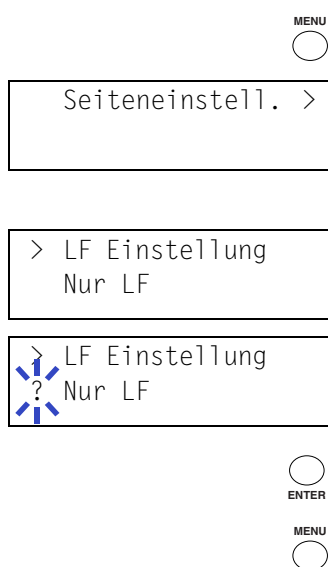 MENU
Seiteneinstell. >
> LF Einstellung
Nur LF
> LF Einstellung
? Nur LF
ENTER
MENU